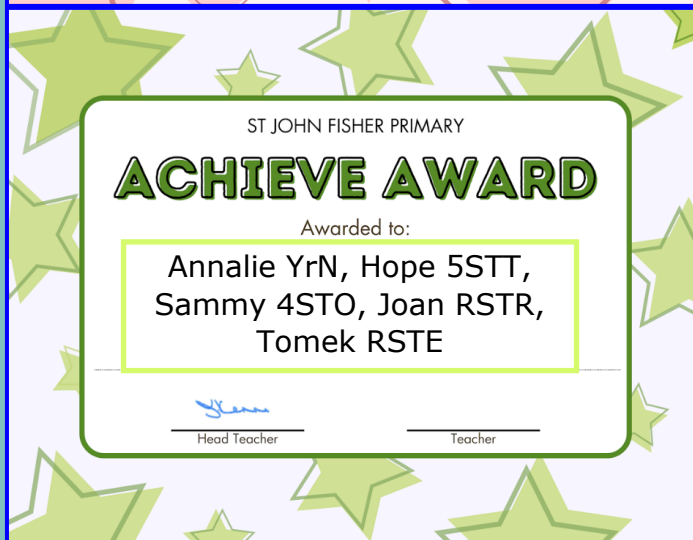 ST JOHN FISHER PRIMARY
ACHIEVE AWARD
Awarded to:
Annalie YrN, Hope 5STT,
Sammy 4STO, Joan RSTR,
Tomek RSTE
Head Teacher
Teacher